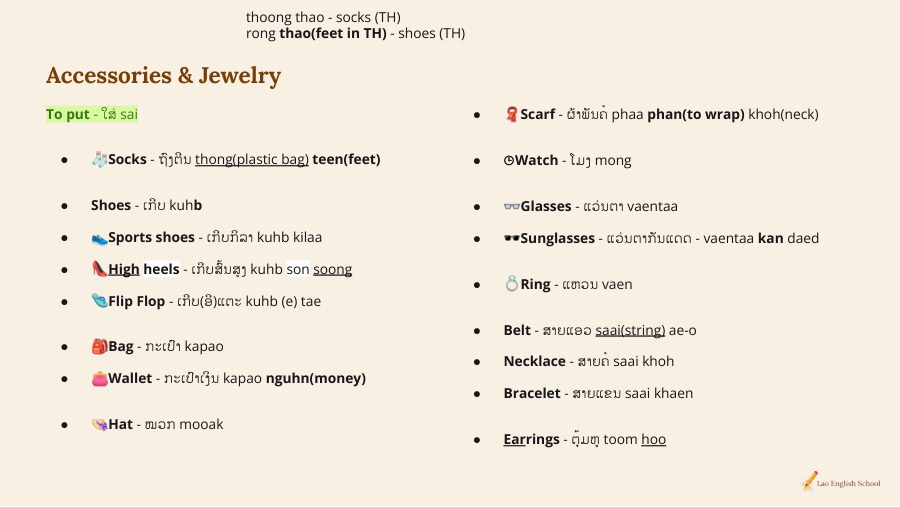 thoong thao - socks (TH)
rong thao(feet in TH) - shoes (TH)
Accessories & Jewelry
To put - ໃສ່ sai
🧦Socks - ຖົງຕີນ thong(plastic bag) teen(feet)
Shoes - ເກີບ kuhb
👟Sports shoes - ເກີບກິລາ kuhb kilaa
👠High heels - ເກີບສົ້ນສູງ kuhb son soong
🩴Flip Flop - ເກີບ(ອີ)ແຕະ kuhb (e) tae
🎒Bag - ກະເປົາ kapao
👛Wallet - ກະເປົາເງິນ kapao nguhn(money)
👒Hat - ໝວກ mooak
🧣Scarf - ຜ້າພັນຄໍ phaa phan(to wrap) khoh(neck)
⌚Watch - ໂມງ mong
👓Glasses - ແວ່ນຕາ vaentaa
🕶Sunglasses - ແວ່ນຕາກັນແດດ - vaentaa kan daed
💍Ring - ແຫວນ vaen
Belt - ສາຍແອວ saai(string) ae-o
Necklace - ສາຍຄໍ saai khoh
Bracelet - ສາຍແຂນ saai khaen
Earrings - ຕຸ້ມຫູ toom hoo
Lao English School